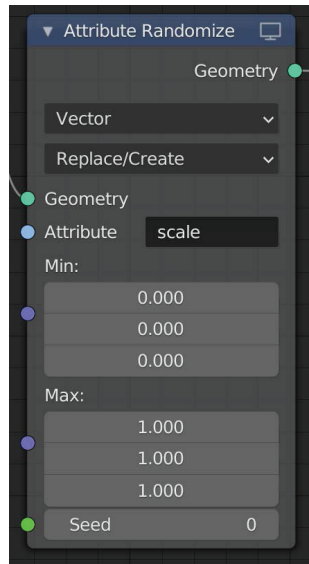 Attribute Randomize
Geometry
Vector
Replace/Create
Geometry
Attribute scale
Min:
0.000
0.000
0.000
Max:
1.000
1.000
1.000
Seed 0